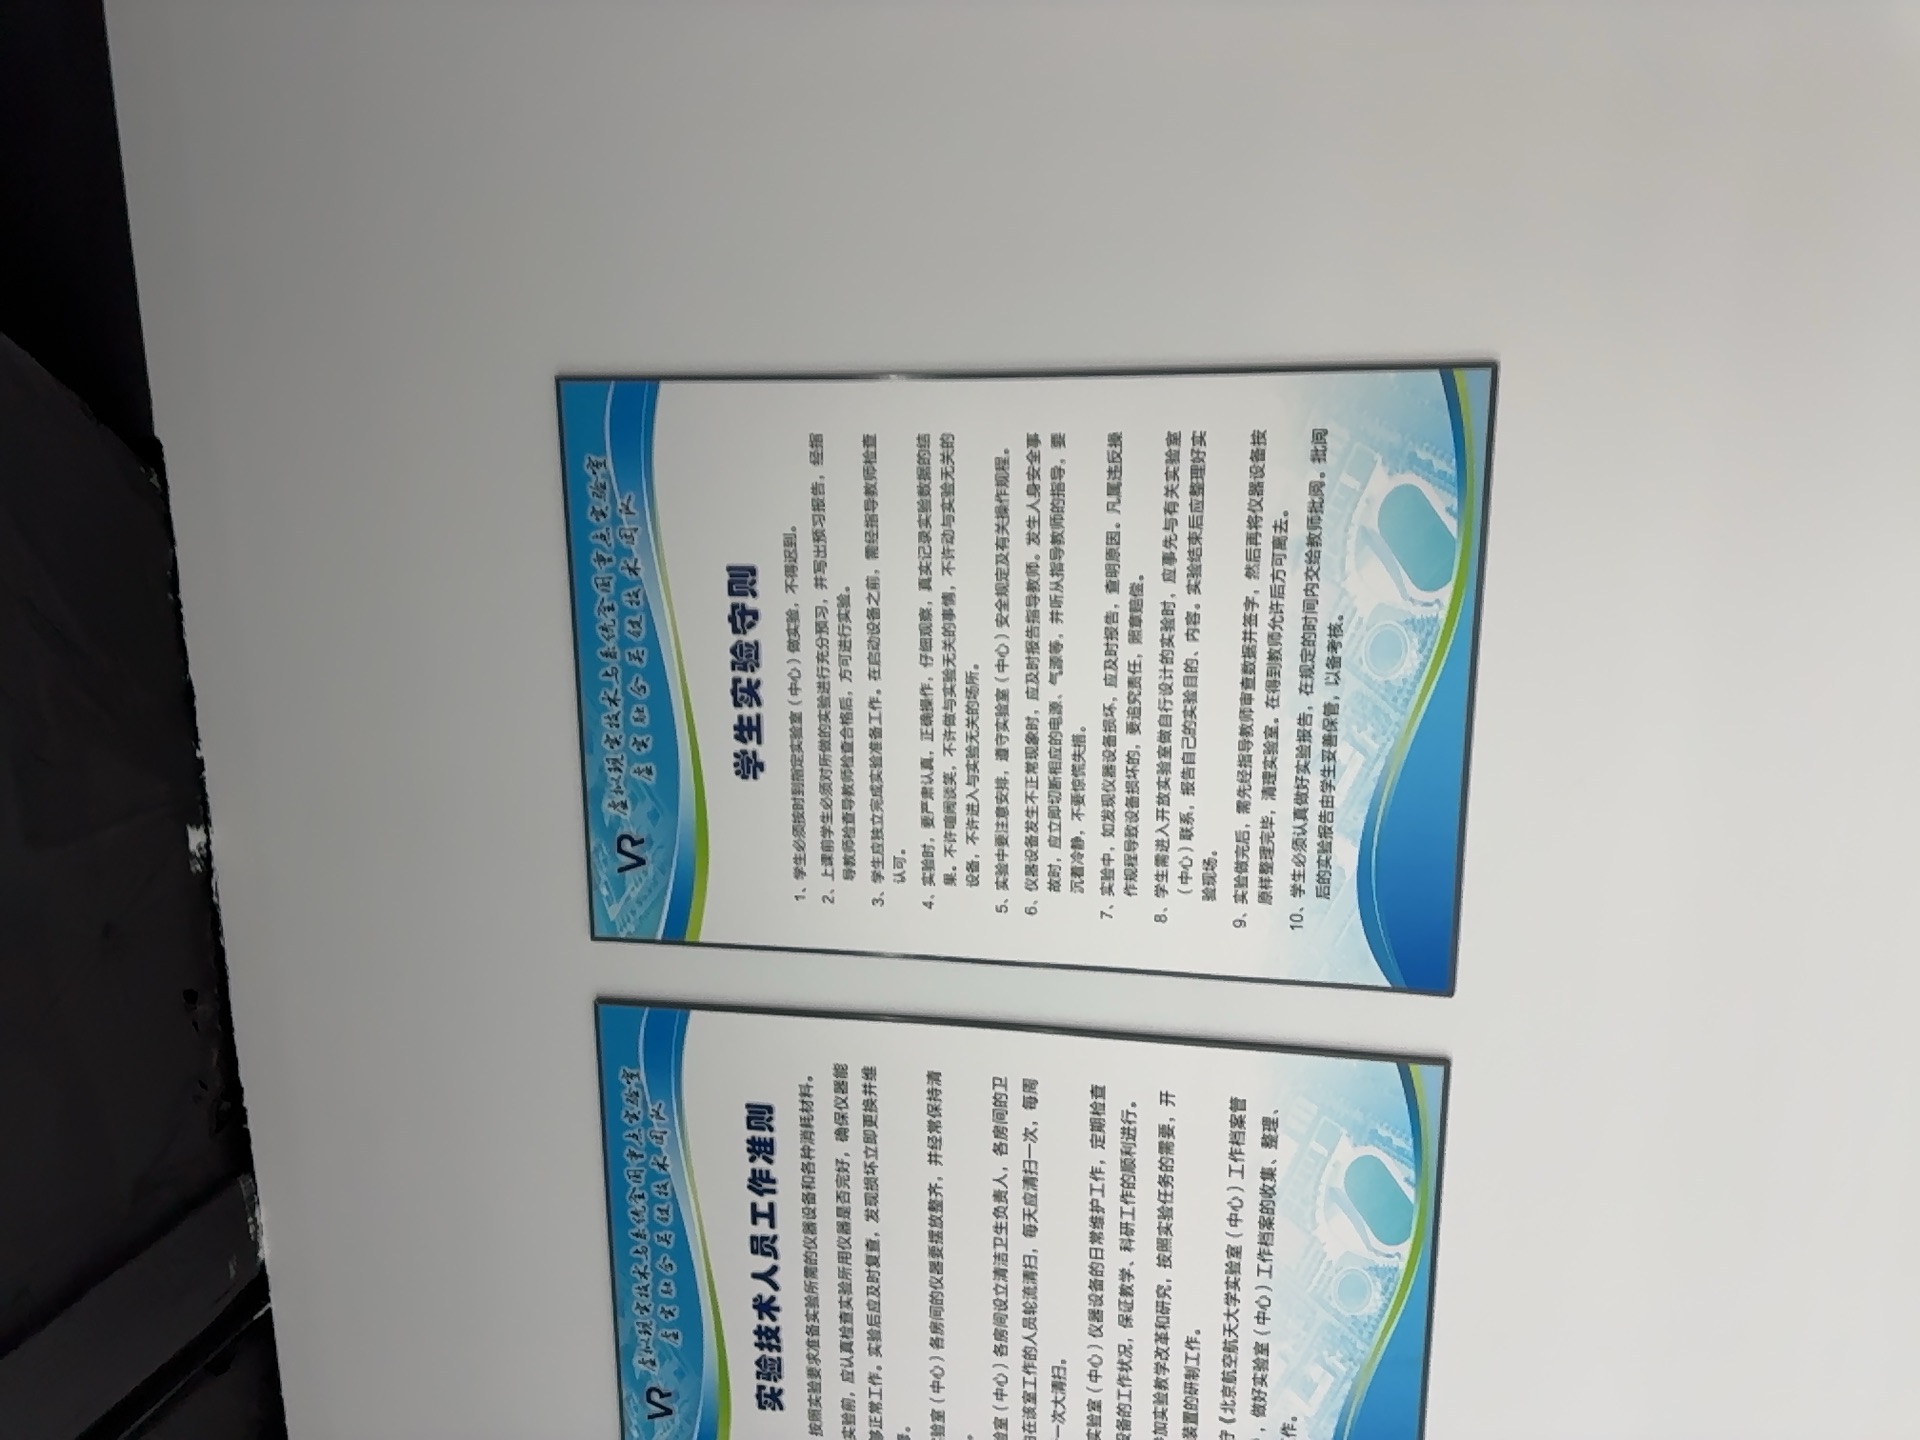 VR 虚拟现实技术与系统全国重点实验室
虚实融合关键技术团队
实验技术人员工作准则
按照实验要求准备实验所需的仪器设备和各种消耗材料。
实验前，应认真检查实验所用仪器是否完好，确保仪器能
够正常工作。实验后应及时复查，发现损坏立即更换并维
验室（中心）各房间的仪器要摆放整齐，并经常保持清
验室（中心）各房间设立清洁卫生负责人，各房间的卫
由在该室工作的人员轮流清扫，每天应清扫一次，每周
一次大清扫。
实验室（中心）仪器设备的日常维护工作，定期检查
设备的工作状况，保证教学、科研工作的顺利进行。
参加实验教学改革和研究，按照实验任务的需要，开
装置的研制工作。
守《北京航空航天大学实验室（中心）工作档案管
，做好实验室（中心）工作档案的收集、整理、
作。
VR 虚拟现实技术与系统全国重点实验室
虚实融合关键技术团队
学生实验守则
1、学生必须按时到指定实验室（中心）做实验，不得迟到。
2、上课前学生必须对所做的实验进行充分预习，并写出预习报告，经指
导教师检查导教师检查合格后，方可进行实验。
3、学生应独立完成实验准备工作。在启动设备之前，需经指导教师检查
认可。
4、实验时，要严肃认真，正确操作，仔细观察，真实记录实验数据的结
果。不许喧闹谈笑，不许做与实验无关的事情，不许动与实验无关的
设备，不许进入与实验无关的场所。
5、实验中要注意安排，遵守实验室（中心）安全规定及有关操作规程。
6、仪器设备发生不正常现象时，应及时报告指导教师。发生人身安全事
故时，应立即切断相应的电源、气源等，并听从指导教师的指导，要
沉着冷静，不要惊慌失措。
7、实验中，如发现仪器设备损坏，应及时报告，查明原因。凡属违反操
作规程导致设备损坏的，要追究责任，照章赔偿。
8、学生需进入开放实验室做自行设计的实验时，应事先与有关实验室
（中心）联系，报告自己的实验目的、内容。实验结束后应整理好实
验现场。
9、实验做完后，需先经指导教师审查数据并签字，然后再将仪器设备按
原样整理完毕，清理实验室。在得到教师允许后方可离去。
10、学生必须认真做好实验报告，在规定的时间内交给教师批阅。批阅
后的实验报告由学生妥善保管，以备考核。